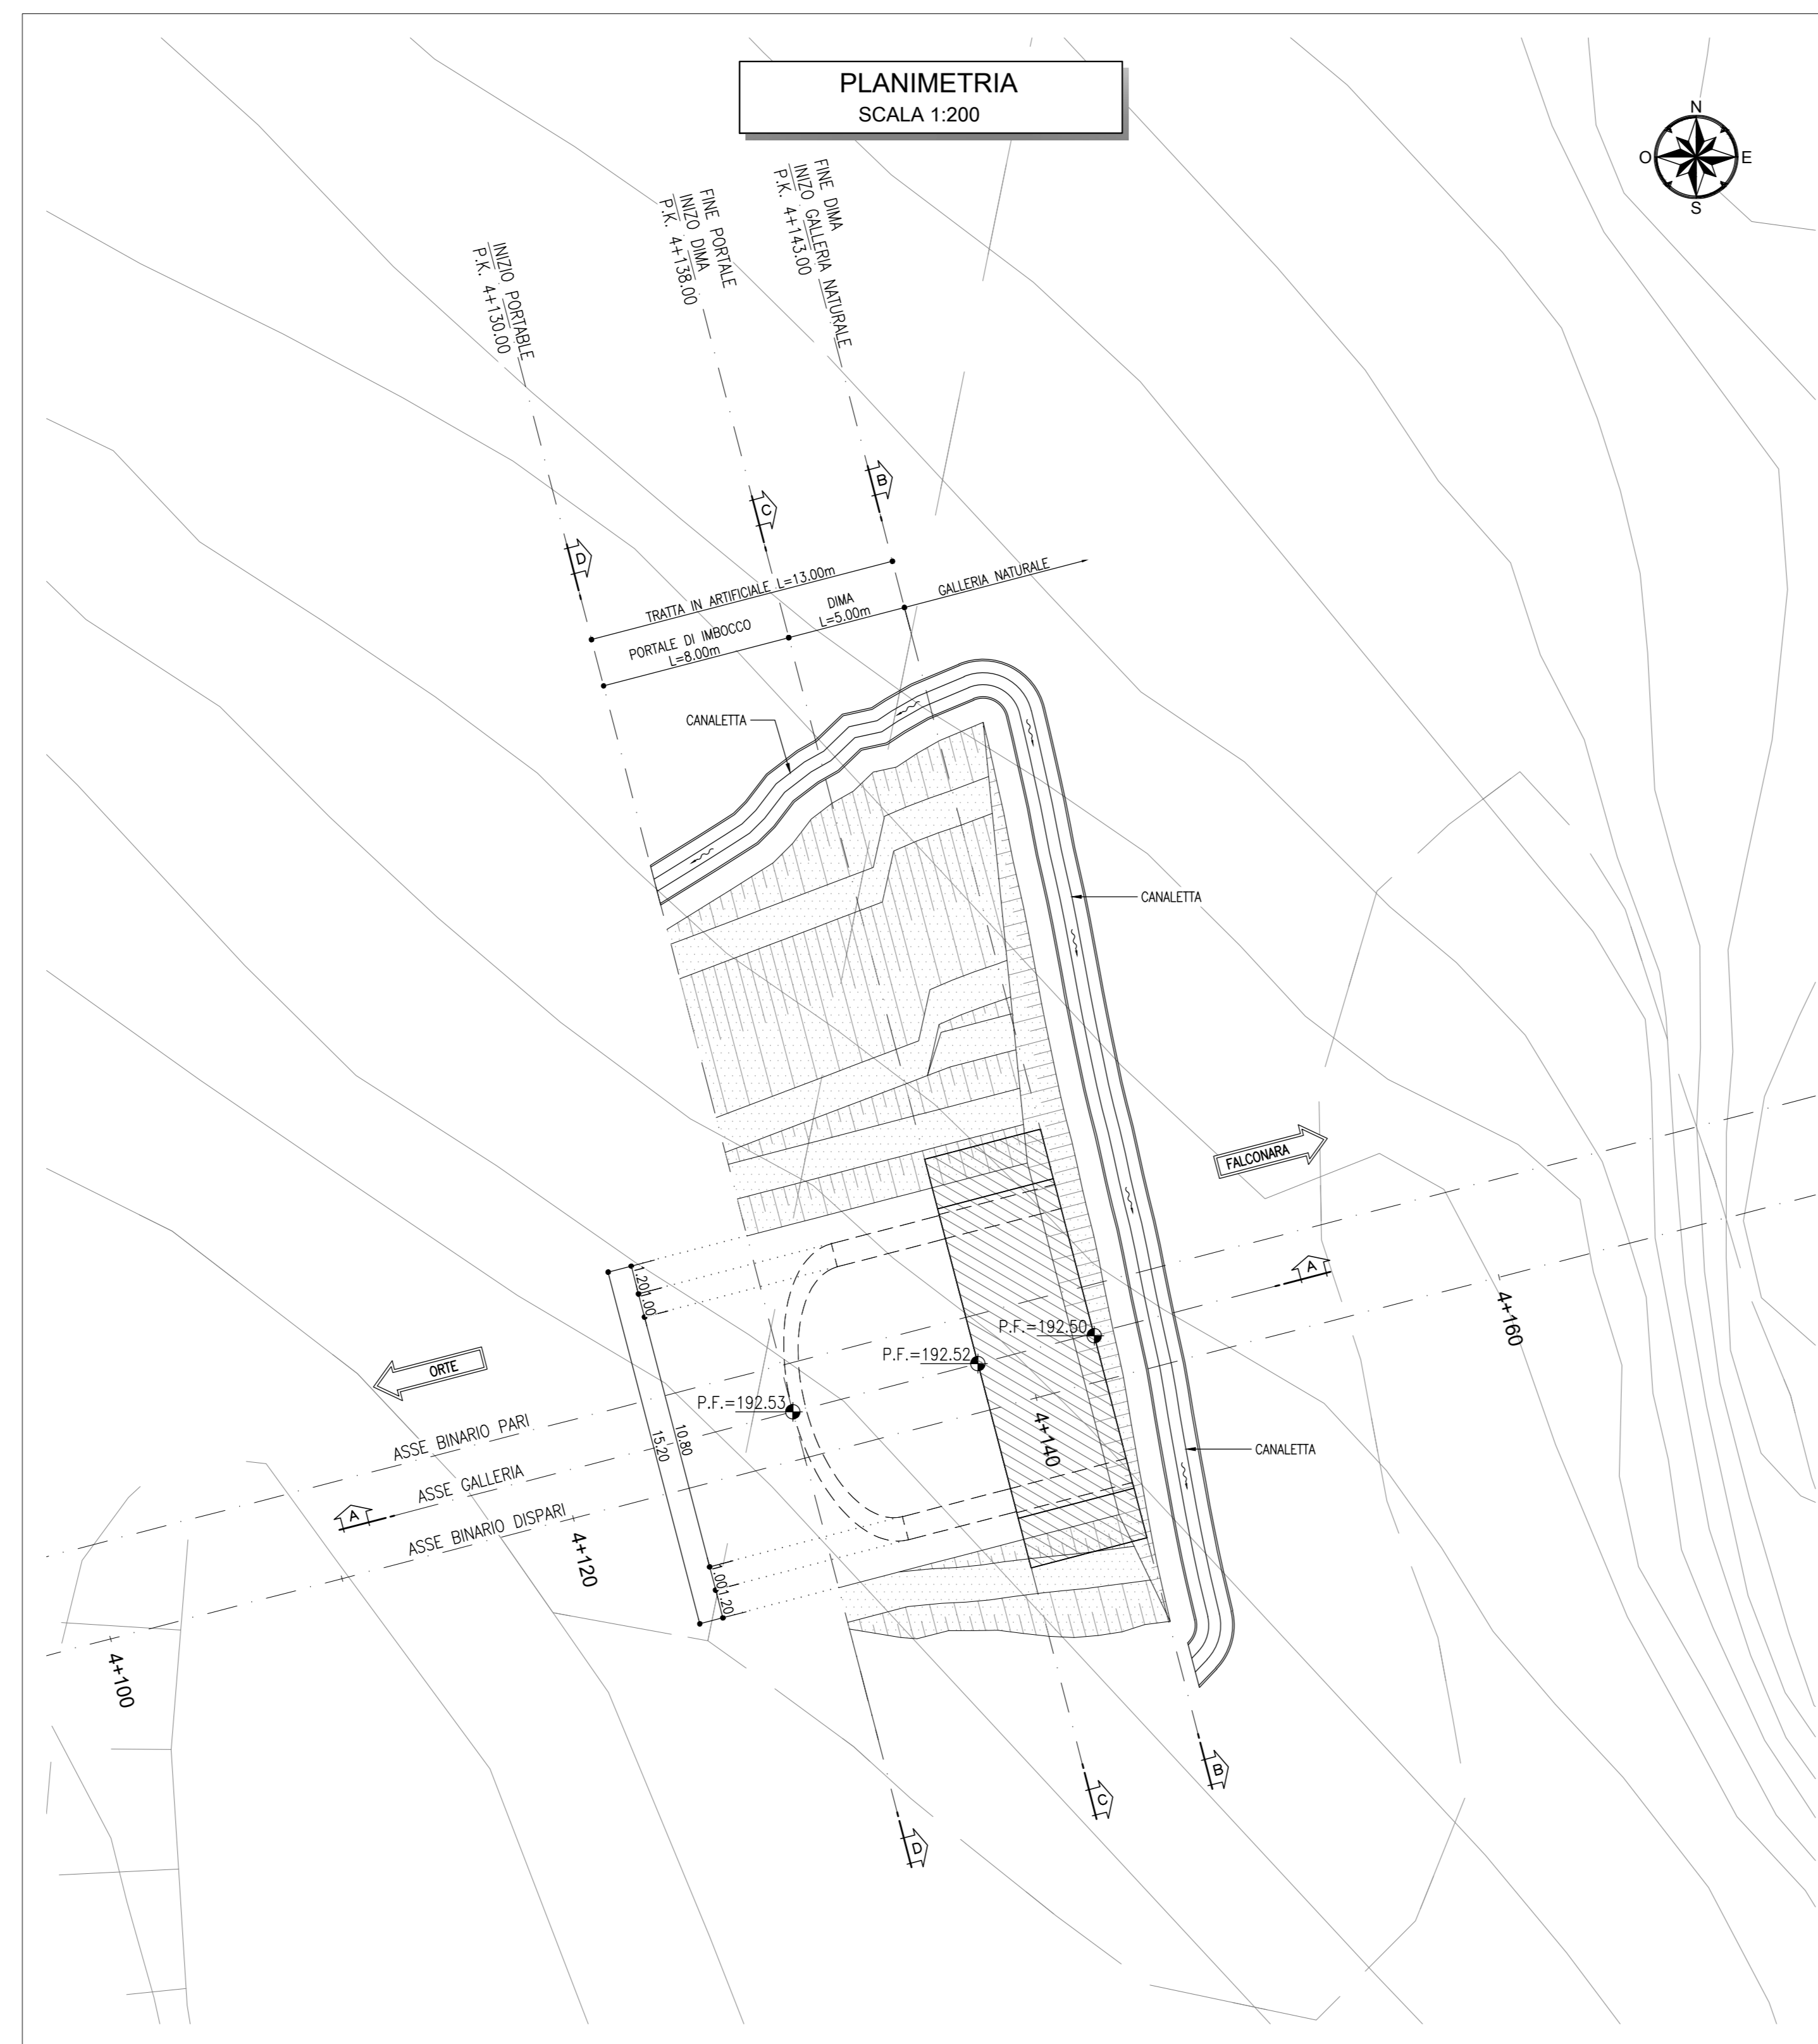 PLANIMETRIA
SCALA 1:200
N
O
E
S
INIZIO PORTABLE
P.K. 4+130.00
FINE PORTALE
INIZO DIMA
P.K. 4+138.00
FINE DIMA
INIZO GALLERIA NATURALE
P.K. 4+143.00
D
C
B
TRATTA IN ARTIFICIALE L=13.00m
PORTALE DI IMBOCCO
L=8.00m
DIMA
L=5.00m
GALLERIA NATURALE
CANALETTA
CANALETTA
FALCONARA
A
4+160
1.20
1.00
P.F.=192.50
P.F.=192.52
P.F.=192.53
ORTE
10.80
15.20
4+140
ASSE BINARIO PARI
ASSE GALLERIA
A
ASSE BINARIO DISPARI
CANALETTA
4+120
1.00
1.20
4+100
B
C
D